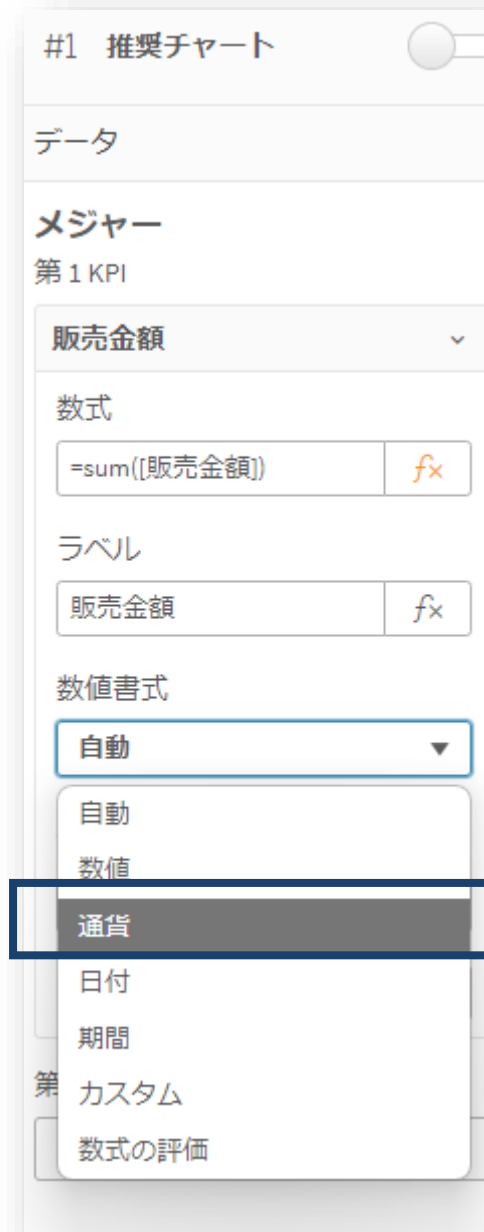 #1 推奨チャート
データ
メジャー
第 1 KPI
販売金額
数式
=sum([販売金額]) fx
ラベル
販売金額 fx
数値書式
自動
自動
数値
通貨
日付
期間
第
カスタム
数式の評価